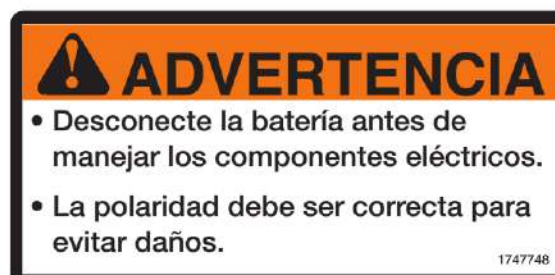 ADVERTENCIA
• Desconecte la batería antes de
manejar los componentes eléctricos.
• La polaridad debe ser correcta para
evitar daños.
1747748